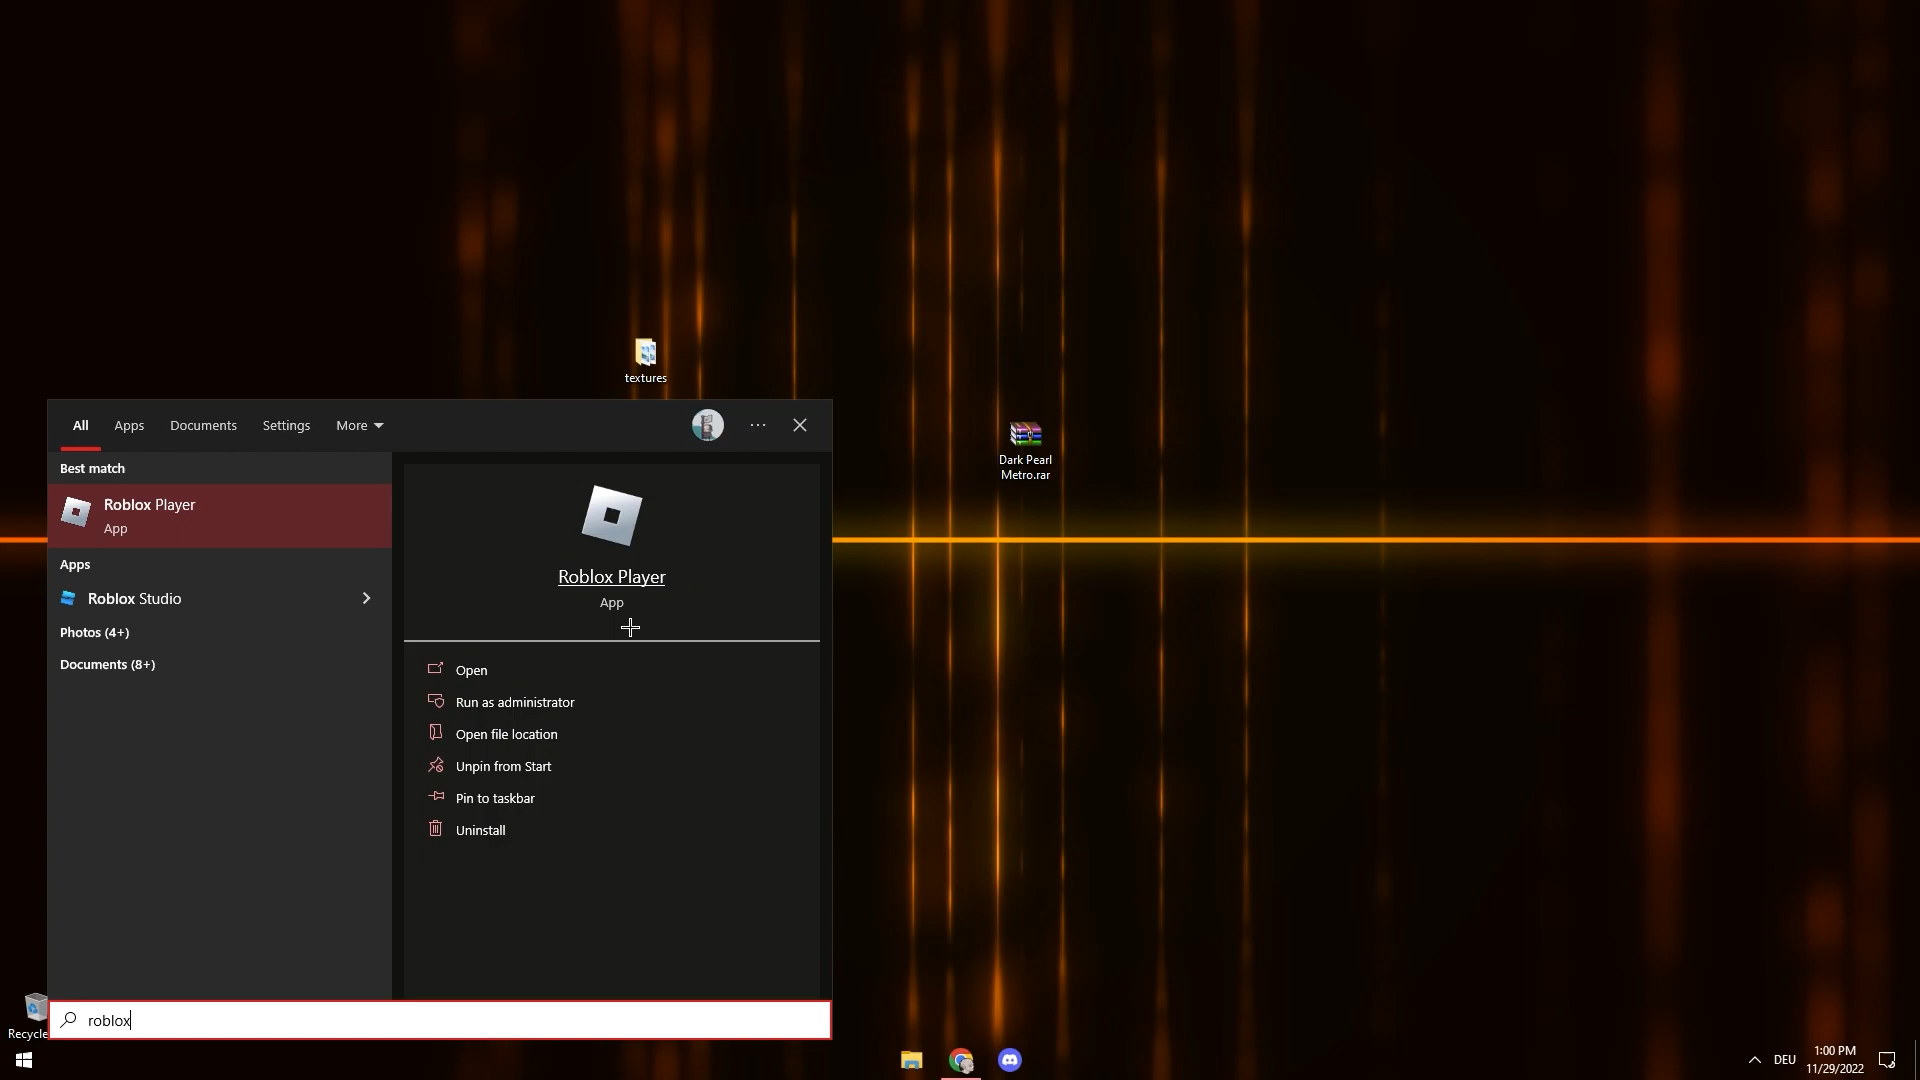 textures
Dark Pearl
Metro.rar
All
Apps
Documents
Settings
More
Best match
Roblox Player
App
Apps
Roblox Studio
Photos (4+)
Documents (8+)
Roblox Player
App
Open
Run as administrator
Open file location
Unpin from Start
Pin to taskbar
Uninstall
Recycle
roblox
DEU
1:00 PM
11/29/2022